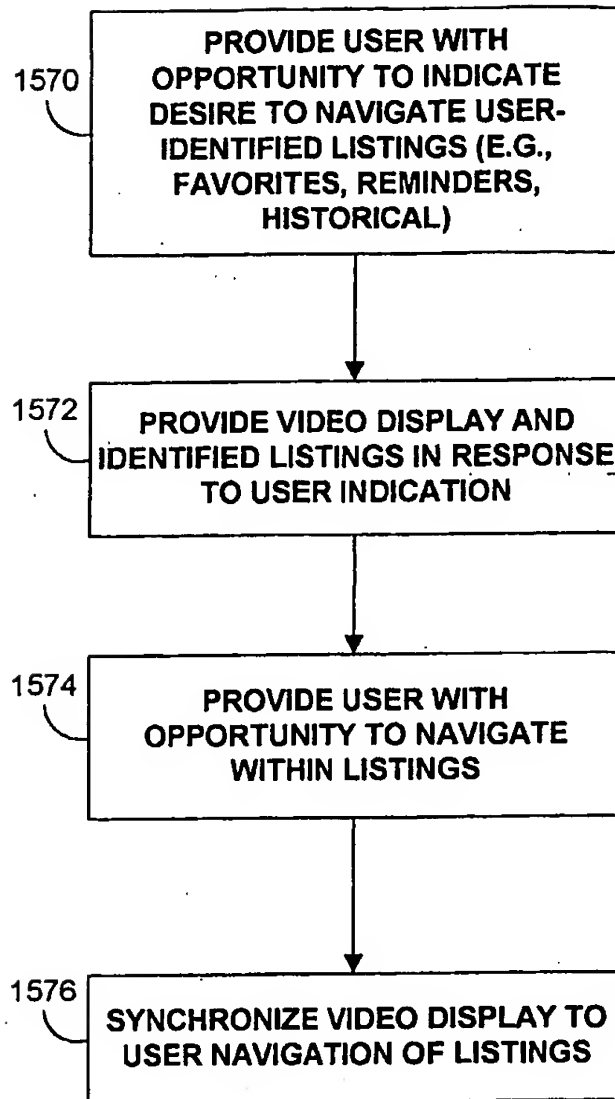 1570
PROVIDE USER WITH
OPPORTUNITY TO INDICATE
DESIRE TO NAVIGATE USER-
IDENTIFIED LISTINGS (E.G.,
FAVORITES, REMINDERS,
HISTORICAL)
1572
PROVIDE VIDEO DISPLAY AND
IDENTIFIED LISTINGS IN RESPONSE
TO USER INDICATION
1574
PROVIDE USER WITH
OPPORTUNITY TO NAVIGATE
WITHIN LISTINGS
1576
SYNCHRONIZE VIDEO DISPLAY TO
USER NAVIGATION OF LISTINGS